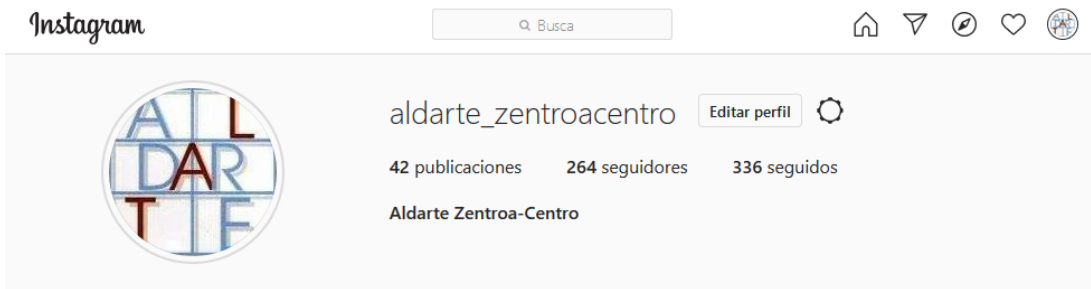 Instagram
Busca
aldarte_zentroacentro Editar perfil
42 publicaciones 264 seguidores 336 seguidos
Aldarte Zentroa-Centro
A L
DAR
T E